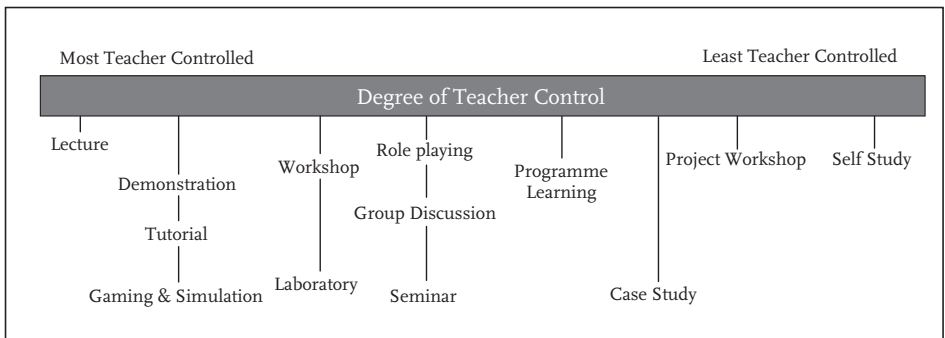 Most Teacher Controlled
Least Teacher Controlled
Degree of Teacher Control
Lecture
Demonstration
Tutorial
Gaming & Simulation
Workshop
Laboratory
Role playing
Group Discussion
Seminar
Programme
Learning
Case Study
Project Workshop
Self Study